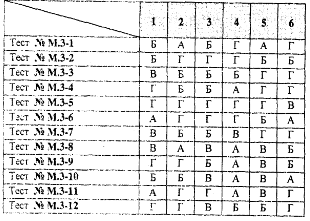 1 2 3 4 5 6
Тест № М.3-1 Б А Б Г А Г
Тест № М.3-2 Б Г Г Г Б Б
Тест № М.3-3 В Б Б Б Г Г
Тест № М.3-4 Г Б Б А Г Г
Тест № М.3-5 Г Г Г Г Г В
Тест № М.3-6 А Г Г Г Б А
Тест № М.3-7 В Б Б В Г Г
Тест № М.3-8 В А В А В Б
Тест № М.3-9 Г Г Б А Б Б
Тест № М.3-10 Б Б В А В А
Тест № М.3-11 А Г Г А В Г
Тест № М.3-12 Г Г В Б Б Г